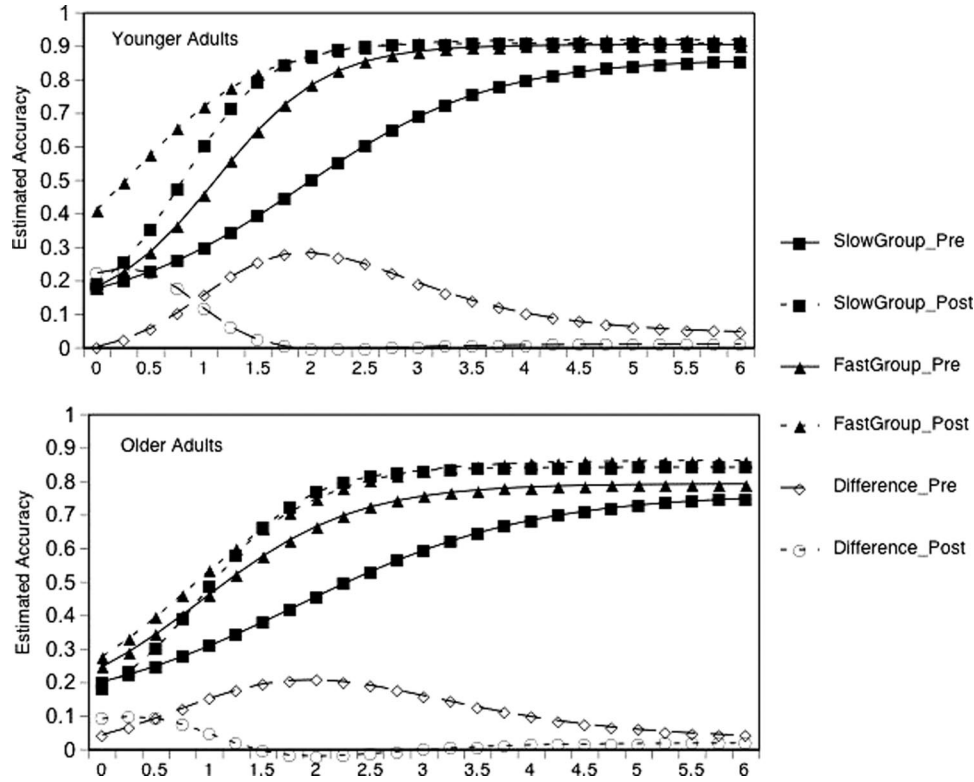 1
0.9
0.8
0.7
0.6
0.5
0.4
0.3
0.2
0.1
0
Estimated Accuracy
Younger Adults
0 0.5 1 1.5 2 2.5 3 3.5 4 4.5 5 5.5 6
1
0.9
0.8
0.7
0.6
0.5
0.4
0.3
0.2
0.1
0
Estimated Accuracy
Older Adults
0 0.5 1 1.5 2 2.5 3 3.5 4 4.5 5 5.5 6
SlowGroup_Pre
SlowGroup_Post
FastGroup_Pre
FastGroup_Post
Difference_Pre
Difference_Post